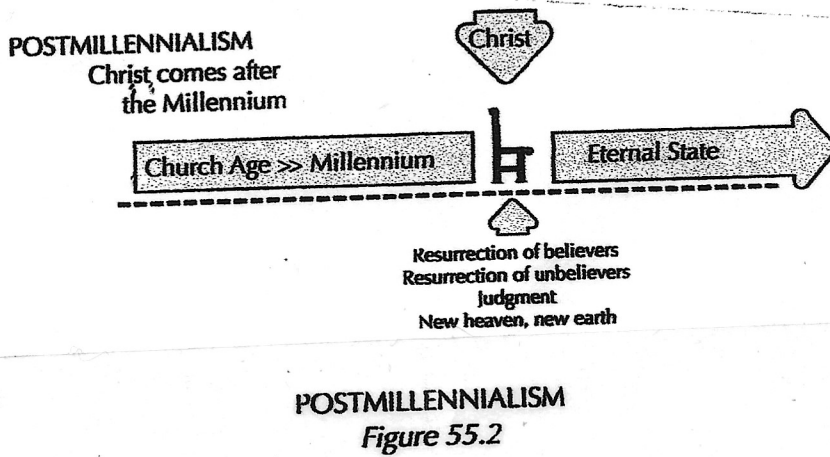 POSTMILLENNIALISM
Christ comes after
the Millennium
Christ
Church Age >> Millennium
Eternal State
Resurrection of believers
Resurrection of unbelievers
Judgment
New heaven, new earth
POSTMILLENNIALISM
Figure 55.2